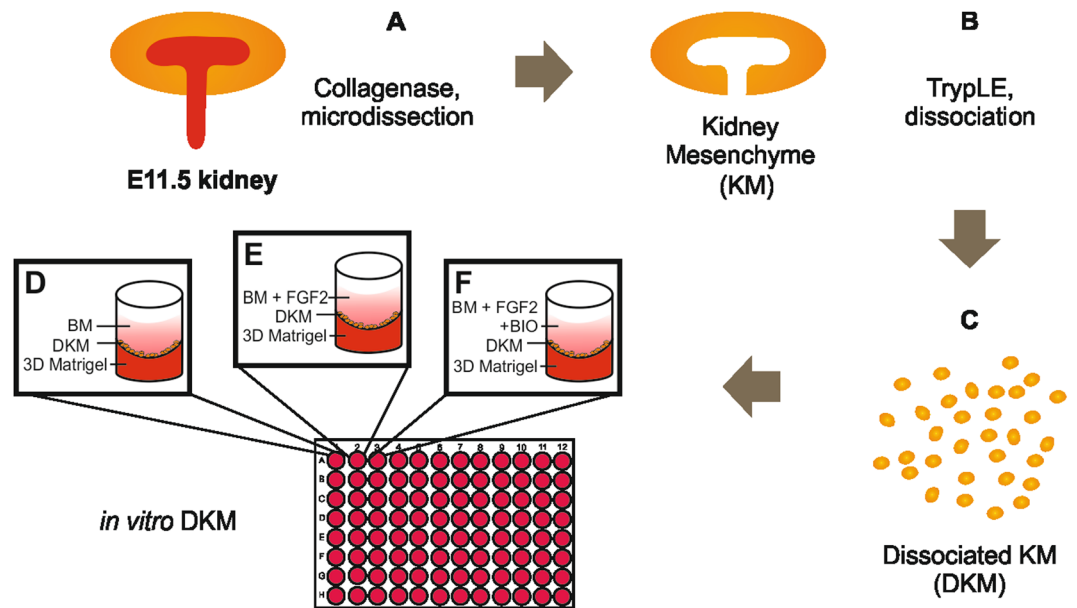 A
Collagenase,
microdissection
E11.5 kidney
Kidney
Mesenchyme
(KM)
B
TrypLE,
dissociation
C
Dissociated KM
(DKM)
D
BM
DKM
3D Matrigel
E
BM + FGF2
DKM
3D Matrigel
F
BM + FGF2
+BIO
DKM
3D Matrigel
in vitro DKM
1 2 3 4 5 6 7 8 9 10 11 12
A
B
C
D
E
F
G
H